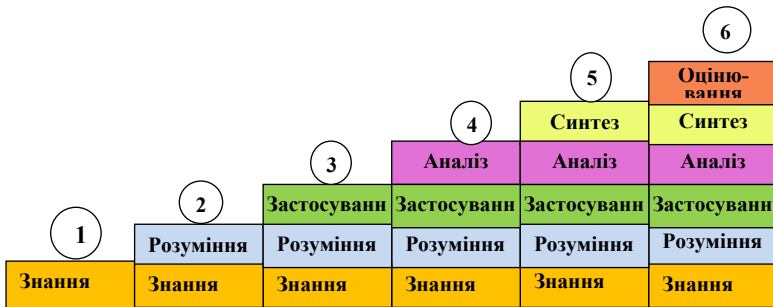 6
5
Оціню-
вання
4
Синтез
Синтез
3
Аналіз
Аналіз
Аналіз
2
Застосуванн
Застосуванн
Застосуванн
Застосуванн
1
Розуміння
Розуміння
Розуміння
Розуміння
Розуміння
Знання
Знання
Знання
Знання
Знання
Знання